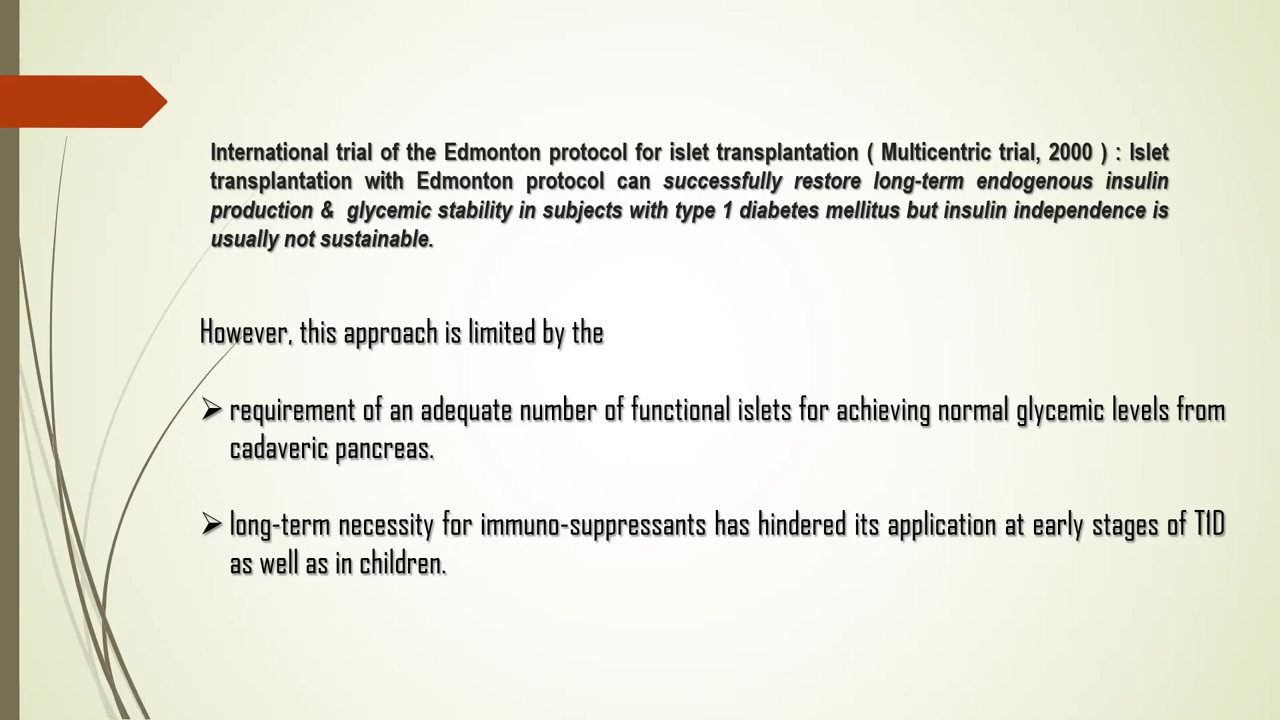 International trial of the Edmonton protocol for islet transplantation ( Multicentric trial, 2000 ) : Islet
transplantation with Edmonton protocol can successfully restore long-term endogenous insulin
production & glycemic stability in subjects with type 1 diabetes mellitus but insulin independence is
usually not sustainable.
However, this approach is limited by the
➢ requirement of an adequate number of functional islets for achieving normal glycemic levels from
cadaveric pancreas.
➢ long-term necessity for immuno-suppressants has hindered its application at early stages of T1D
as well as in children.